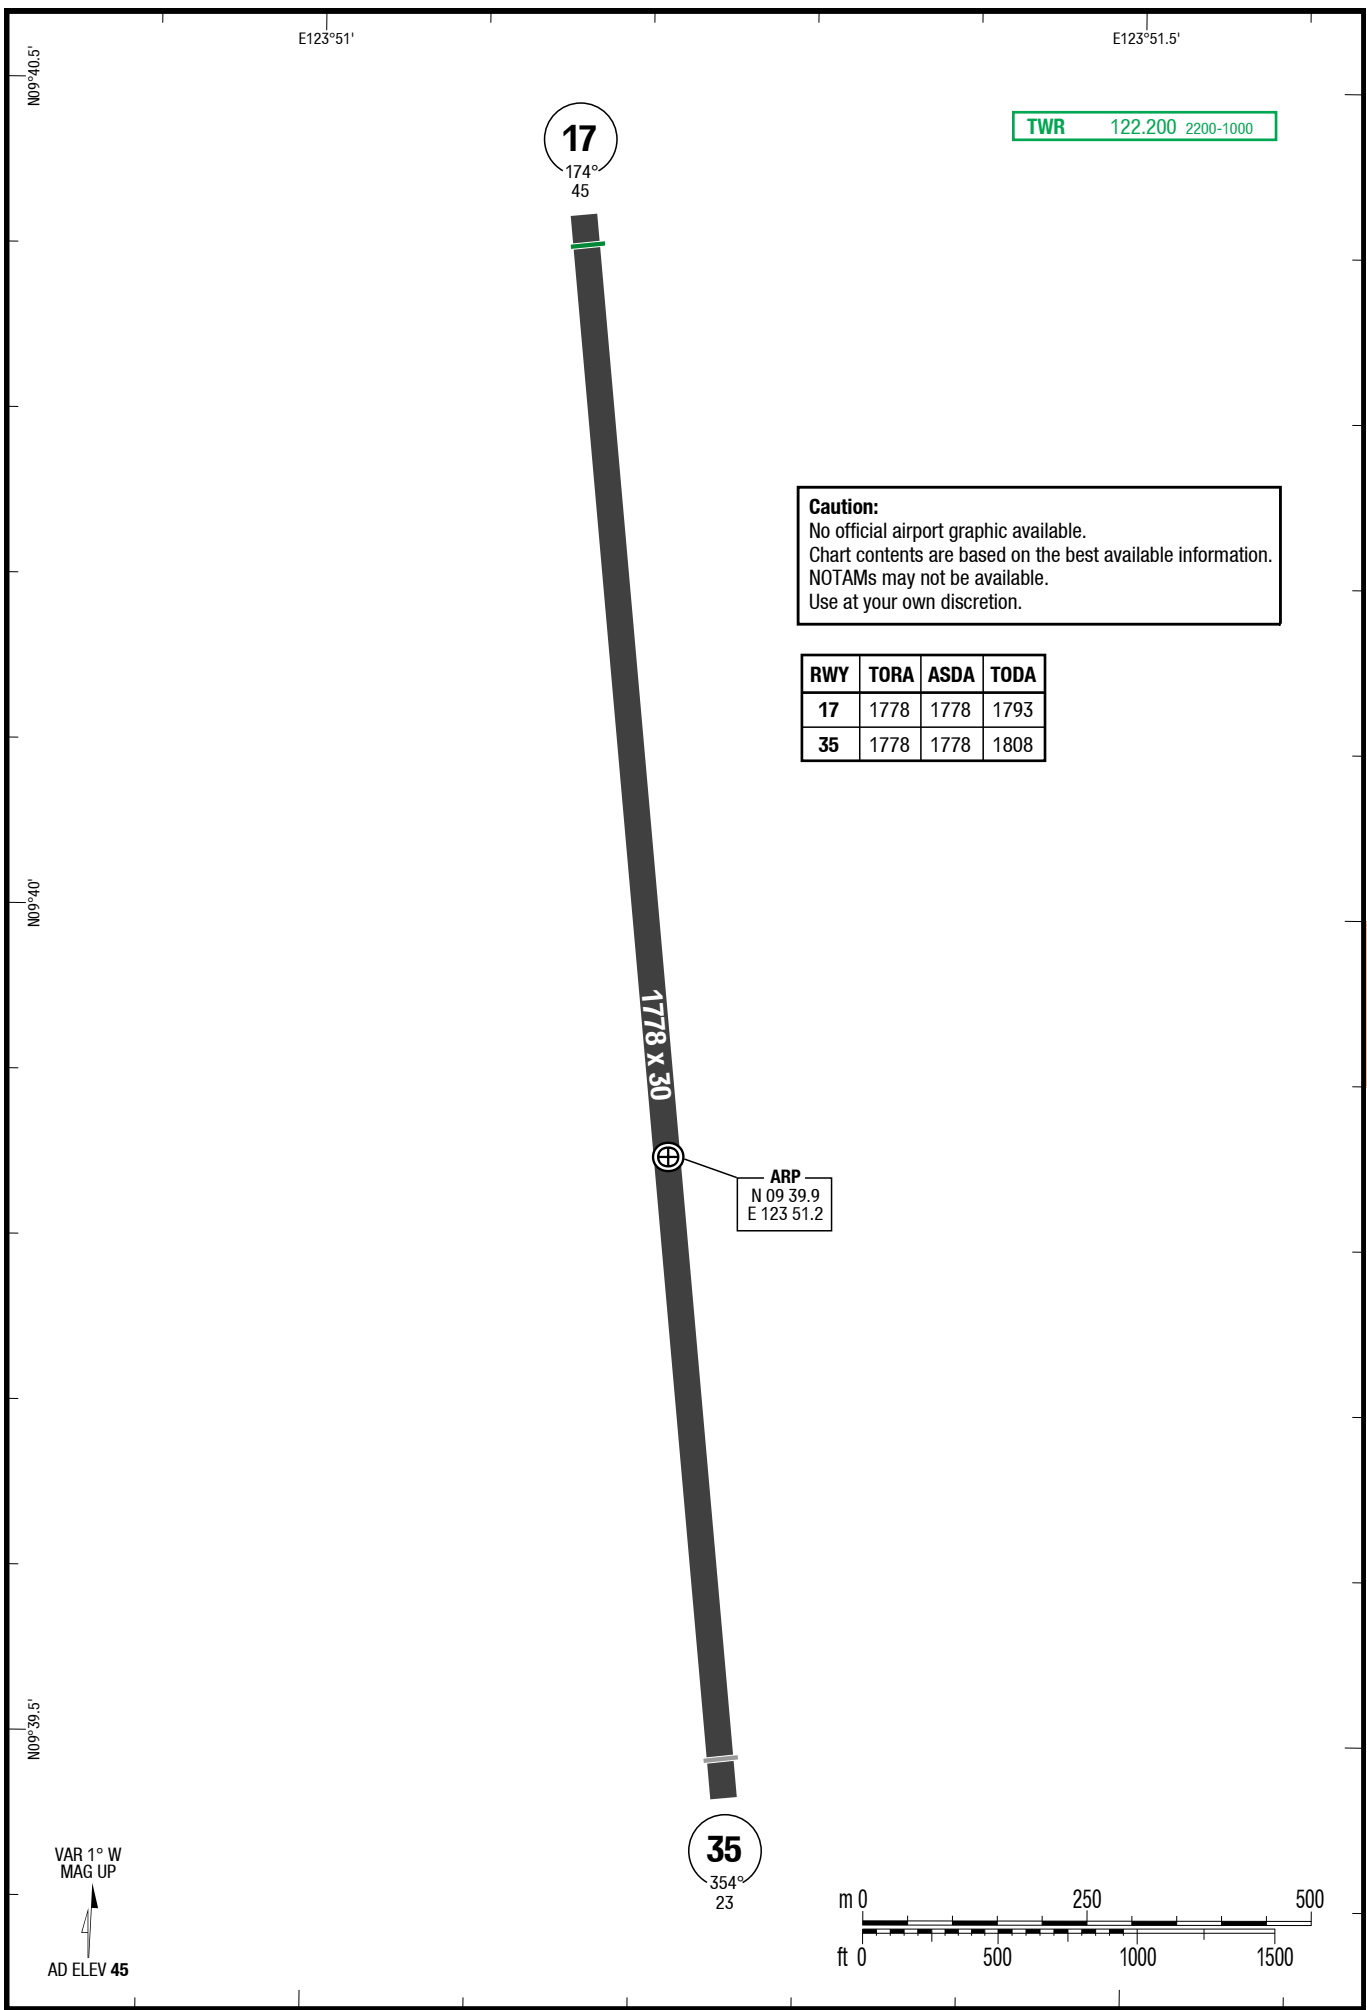 E123°51'
E123°51.5'
N09°40.5'
TWR 122.200 2200-1000
17
174°
45
Caution:
No official airport graphic available.
Chart contents are based on the best available information.
NOTAMs may not be available.
Use at your own discretion.
RWY TORA ASDA TODA
17 1778 1778 1793
35 1778 1778 1808
N09°40'
1778 x 30
ARP
N 09 39.9
E 123 51.2
N09°39.5'
35
354°
23
VAR 1° W
MAG UP
AD ELEV 45
m 0 250 500
ft 0 500 1000 1500